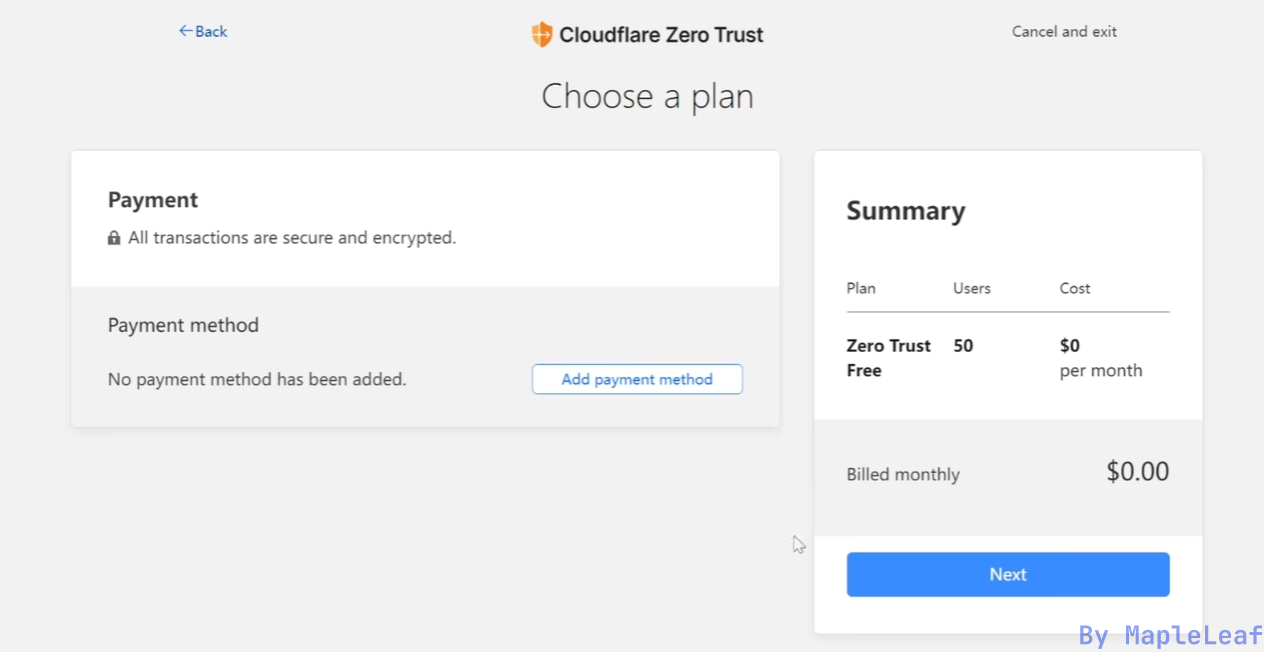 Back
Cloudflare Zero Trust
Cancel and exit
Choose a plan
Payment
All transactions are secure and encrypted.
Payment method
No payment method has been added.
Add payment method
Summary
Plan Users Cost
Zero Trust 50 $0
Free per month
Billed monthly $0.00
Next
By MapleLeaf